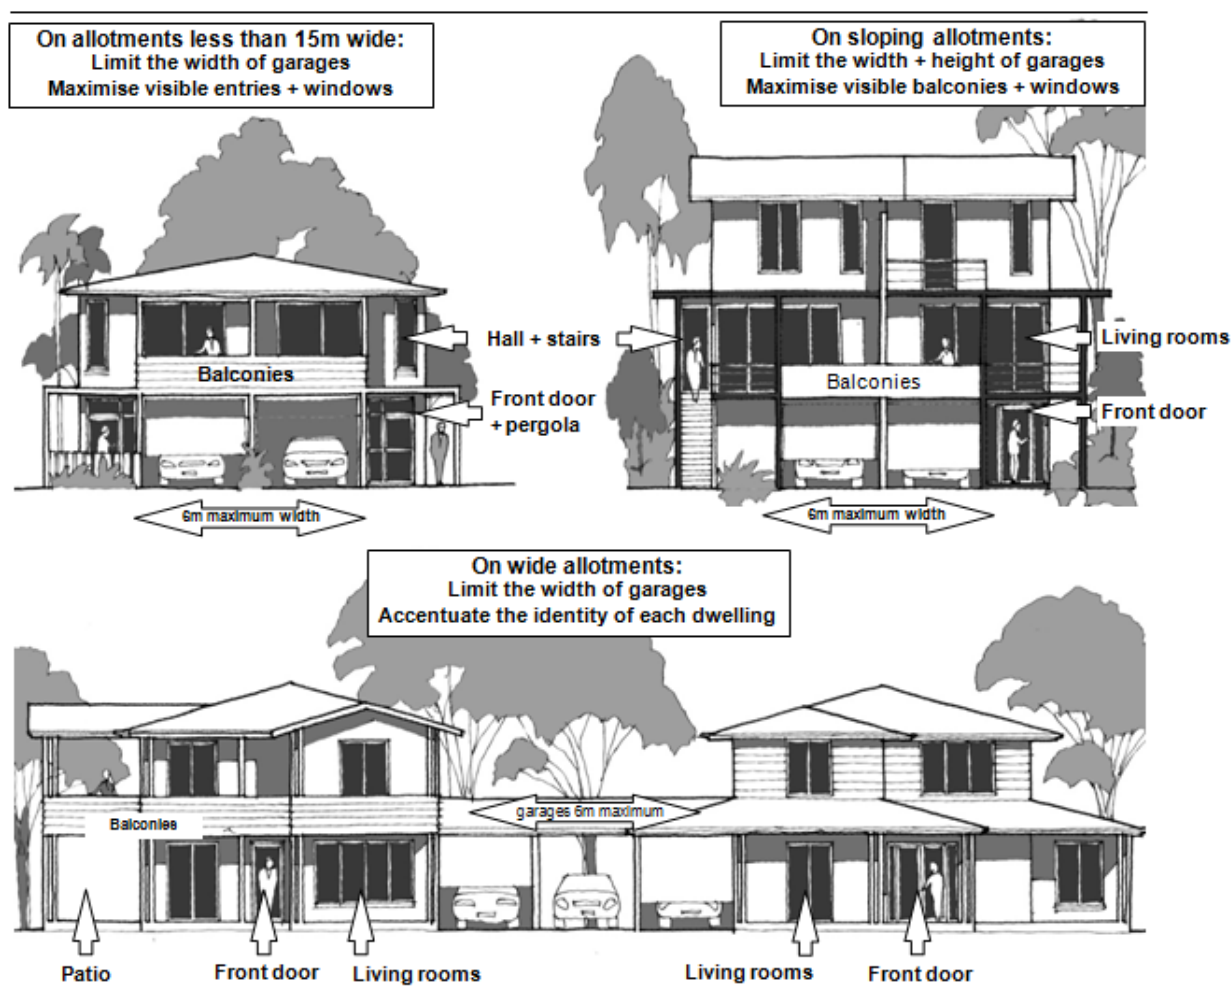 On allotments less than 15m wide:
Limit the width of garages
Maximise visible entries + windows
On sloping allotments:
Limit the width + height of garages
Maximise visible balconies + windows
Hall + stairs
Living rooms
Balconies
Balconies
Front door
+ pergola
Front door
6m maximum width
6m maximum width
On wide allotments:
Limit the width of garages
Accentuate the identity of each dwelling
garages 6m maximum
Balconies
Patio
Front door
Living rooms
Living rooms
Front door